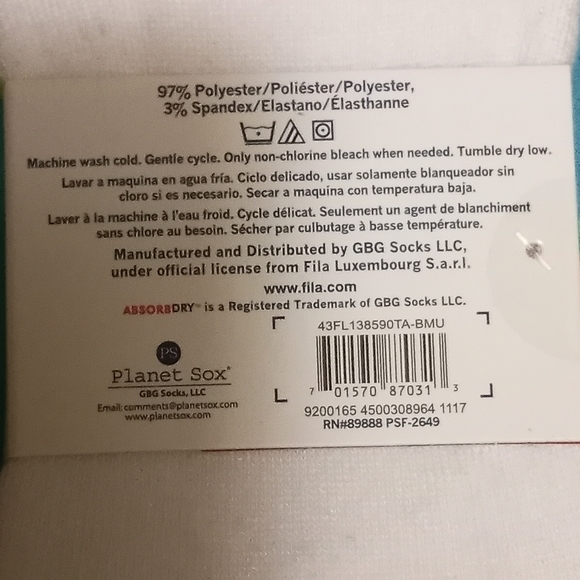 97% Polyester/Poliéster/Polyester,
3% Spandex/Elastano/Élasthanne
Machine wash cold. Gentle cycle. Only non-chlorine bleach when needed. Tumble dry low.
Lavar a maquina en agua fría. Ciclo delicado, usar solamente blanqueador sin
cloro si es necesario. Secar a maquina con temperatura baja.
Laver à la machine à l'eau froid. Cycle délicat. Seulement un agent de blanchiment
sans chlore au besoin. Sécher par culbutage à basse température.
Manufactured and Distributed by GBG Socks LLC,
under official license from Fila Luxembourg S.a.r.l.
www.fila.com
ABSORBDRY™ is a Registered Trademark of GBG Socks LLC.
PS
Planet Sox®
GBG Socks, LLC
Email: comments@planetsox.com
www.planetsox.com
43FL138590TA-BMU
7 01570 87031 3
9200165 4500308964 1117
RN#89888 PSF-2649